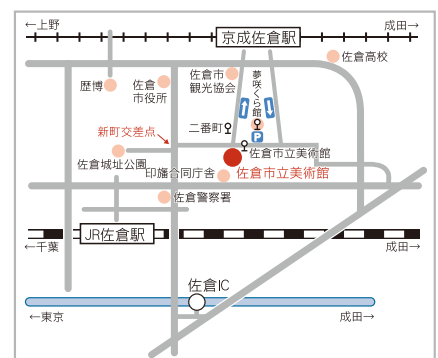 ←上野
成田→
京成佐倉駅
佐倉高校
歴博
佐倉
市役所
佐倉市
観光協会
夢咲くら館
二番町
P
新町交差点
佐倉市立美術館
佐倉城址公園
印旛合同庁舎
佐倉市立美術館
佐倉警察署
JR佐倉駅
←千葉
成田→
佐倉IC
←東京
成田→